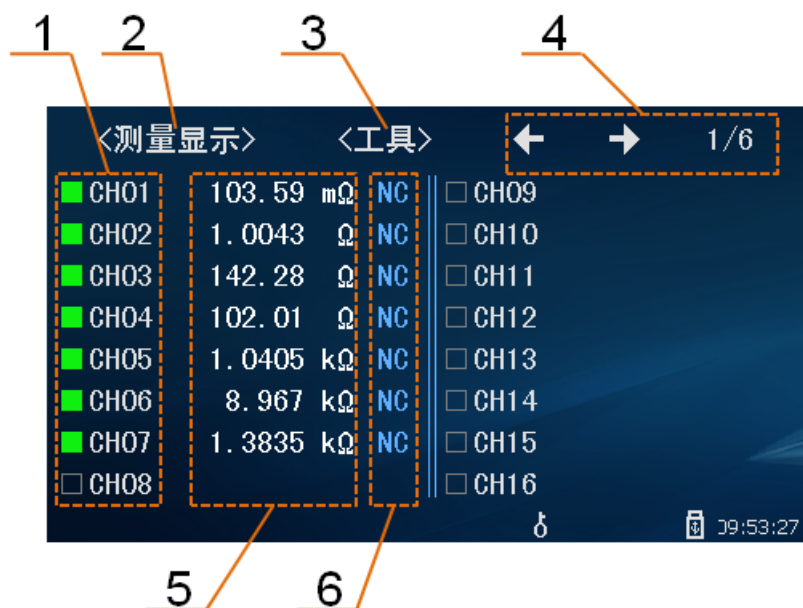 1 2 3 4
<测量显示> <工具> 1/6
CH01 103.59 mΩ NC CH09
CH02 1.0043 Ω NC CH10
CH03 142.28 Ω NC CH11
CH04 102.01 Ω NC CH12
CH05 1.0405 kΩ NC CH13
CH06 8.967 kΩ NC CH14
CH07 1.3835 kΩ NC CH15
CH08 CH16
09:53:27
5 6